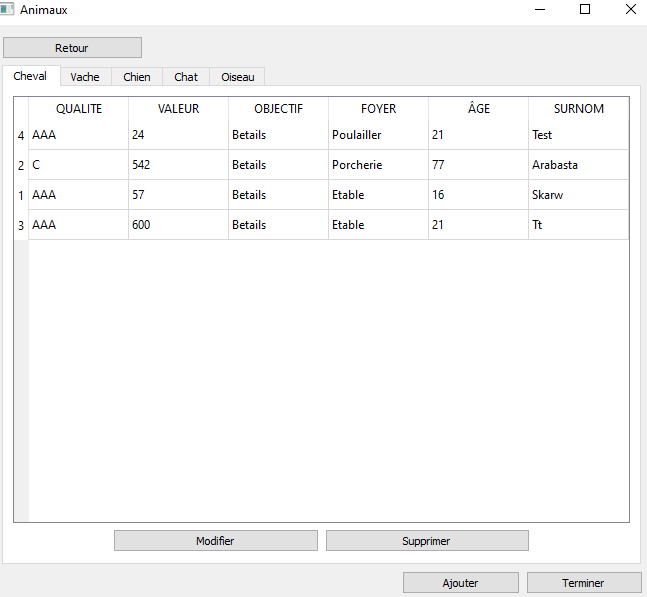 Animaux
Retour
Cheval Vache Chien Chat Oiseau
QUALITE VALEUR OBJECTIF FOYER ÂGE SURNOM
4 AAA 24 Betails Poulailler 21 Test
2 C 542 Betails Porcherie 77 Arabasta
1 AAA 57 Betails Etable 16 Skarw
3 AAA 600 Betails Etable 21 Tt
Modifier Supprimer
Ajouter Terminer